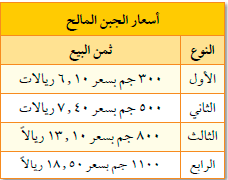 أسعار الجبن المالح
النوع ثمن البيع
الأول ٣٠٠ جم بسعر ٦,١٠ ريالات
الثاني ٥٠٠ جم بسعر ٧,٤٠ ريالات
الثالث ٨٠٠ جم بسعر ١٣,١٠ ريالاً
الرابع ١١٠٠ جم بسعر ١٨,٥٠ ريالاً